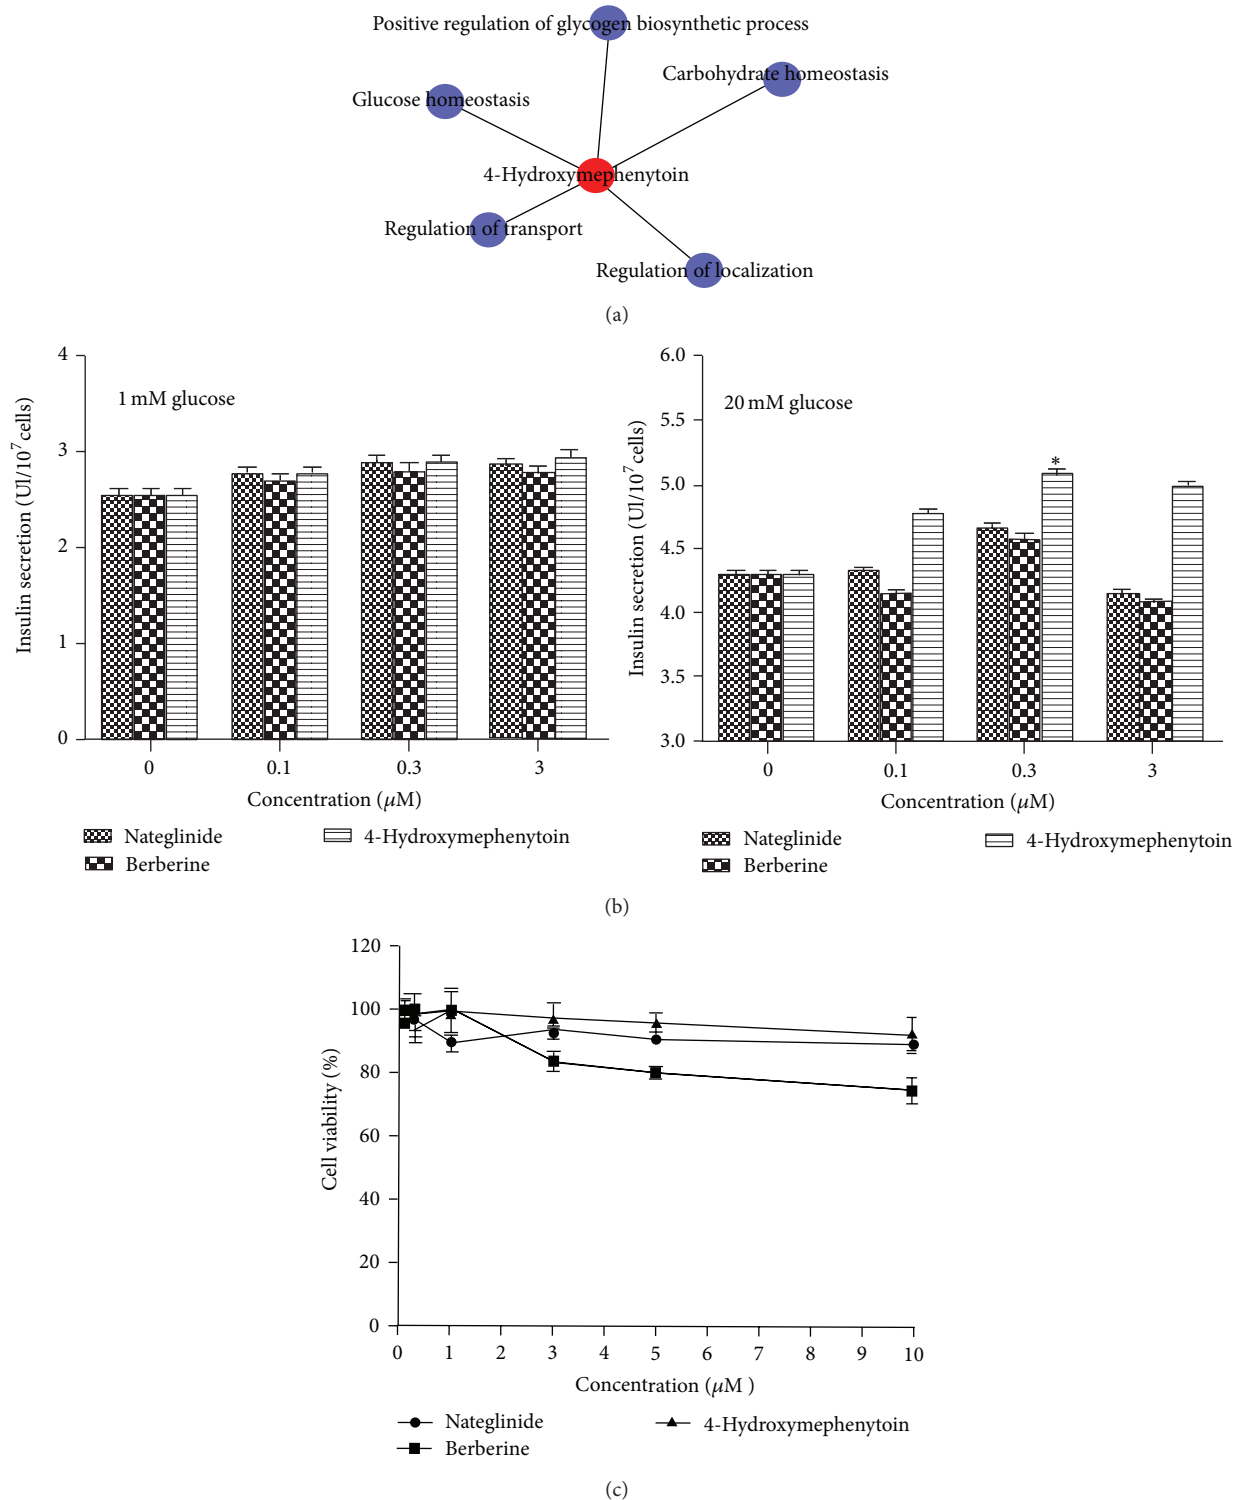 Positive regulation of glycogen biosynthetic process
Carbohydrate homeostasis
Glucose homeostasis
4-Hydroxymephenytoin
Regulation of transport
Regulation of localization
(a)
Insulin secretion (UI/10⁷ cells)
4
3
2
1
0
1 mM glucose
0 0.1 0.3 3
Concentration (μM)
Nateglinide
Berberine
4-Hydroxymephenytoin
Insulin secretion (UI/10⁷ cells)
6.0
5.5
5.0
4.5
4.0
3.5
3.0
20 mM glucose
*
0 0.1 0.3 3
Concentration (μM)
Nateglinide
Berberine
4-Hydroxymephenytoin
(b)
Cell viability (%)
120
100
80
60
40
20
0
0 1 2 3 4 5 6 7 8 10
Concentration (μM )
Nateglinide
Berberine
4-Hydroxymephenytoin
(c)